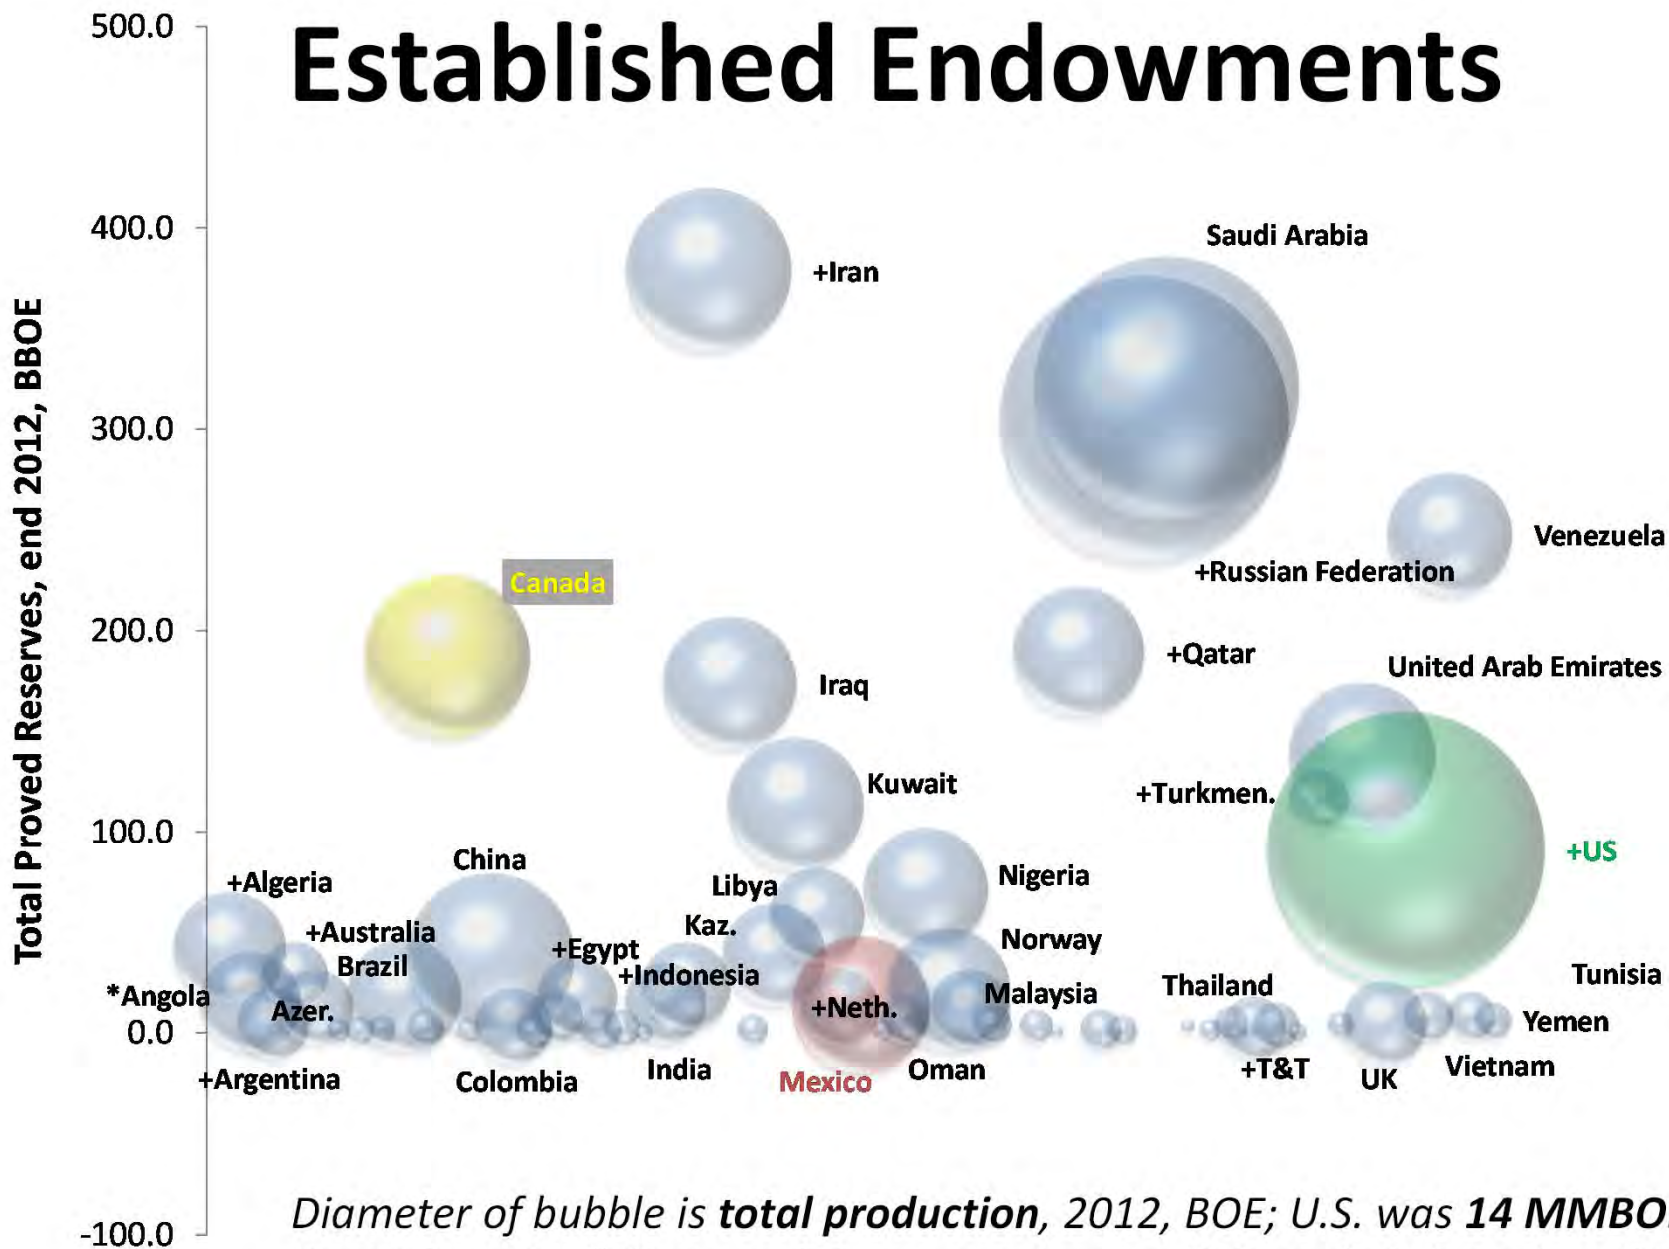 Established Endowments
500.0
400.0
300.0
200.0
100.0
0.0
-100.0
Total Proved Reserves, end 2012, BBOE
Saudi Arabia
+Iran
Venezuela
+Russian Federation
Canada
+Qatar
United Arab Emirates
Iraq
Kuwait
+Turkmen.
+US
China
+Algeria
Libya
Nigeria
Kaz.
+Australia
Norway
+Egypt
Brazil
+Indonesia
Tunisia
Thailand
*Angola
Malaysia
+Neth.
Azer.
Yemen
India
Oman
+T&T
Vietnam
+Argentina
Colombia
Mexico
UK
Diameter of bubble is total production, 2012, BOE; U.S. was 14 MMBO